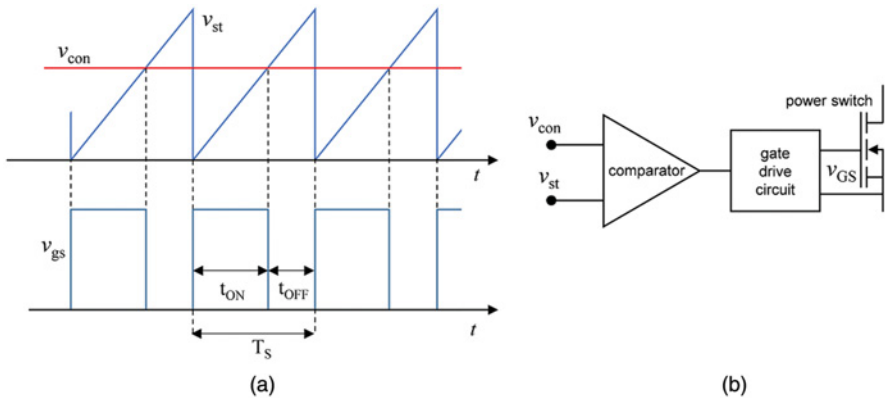 v_st
v_con
t
v_gs
t_ON
t_OFF
t
T_S
(a)
power switch
v_con
v_st
comparator
gate
drive
circuit
v_GS
(b)